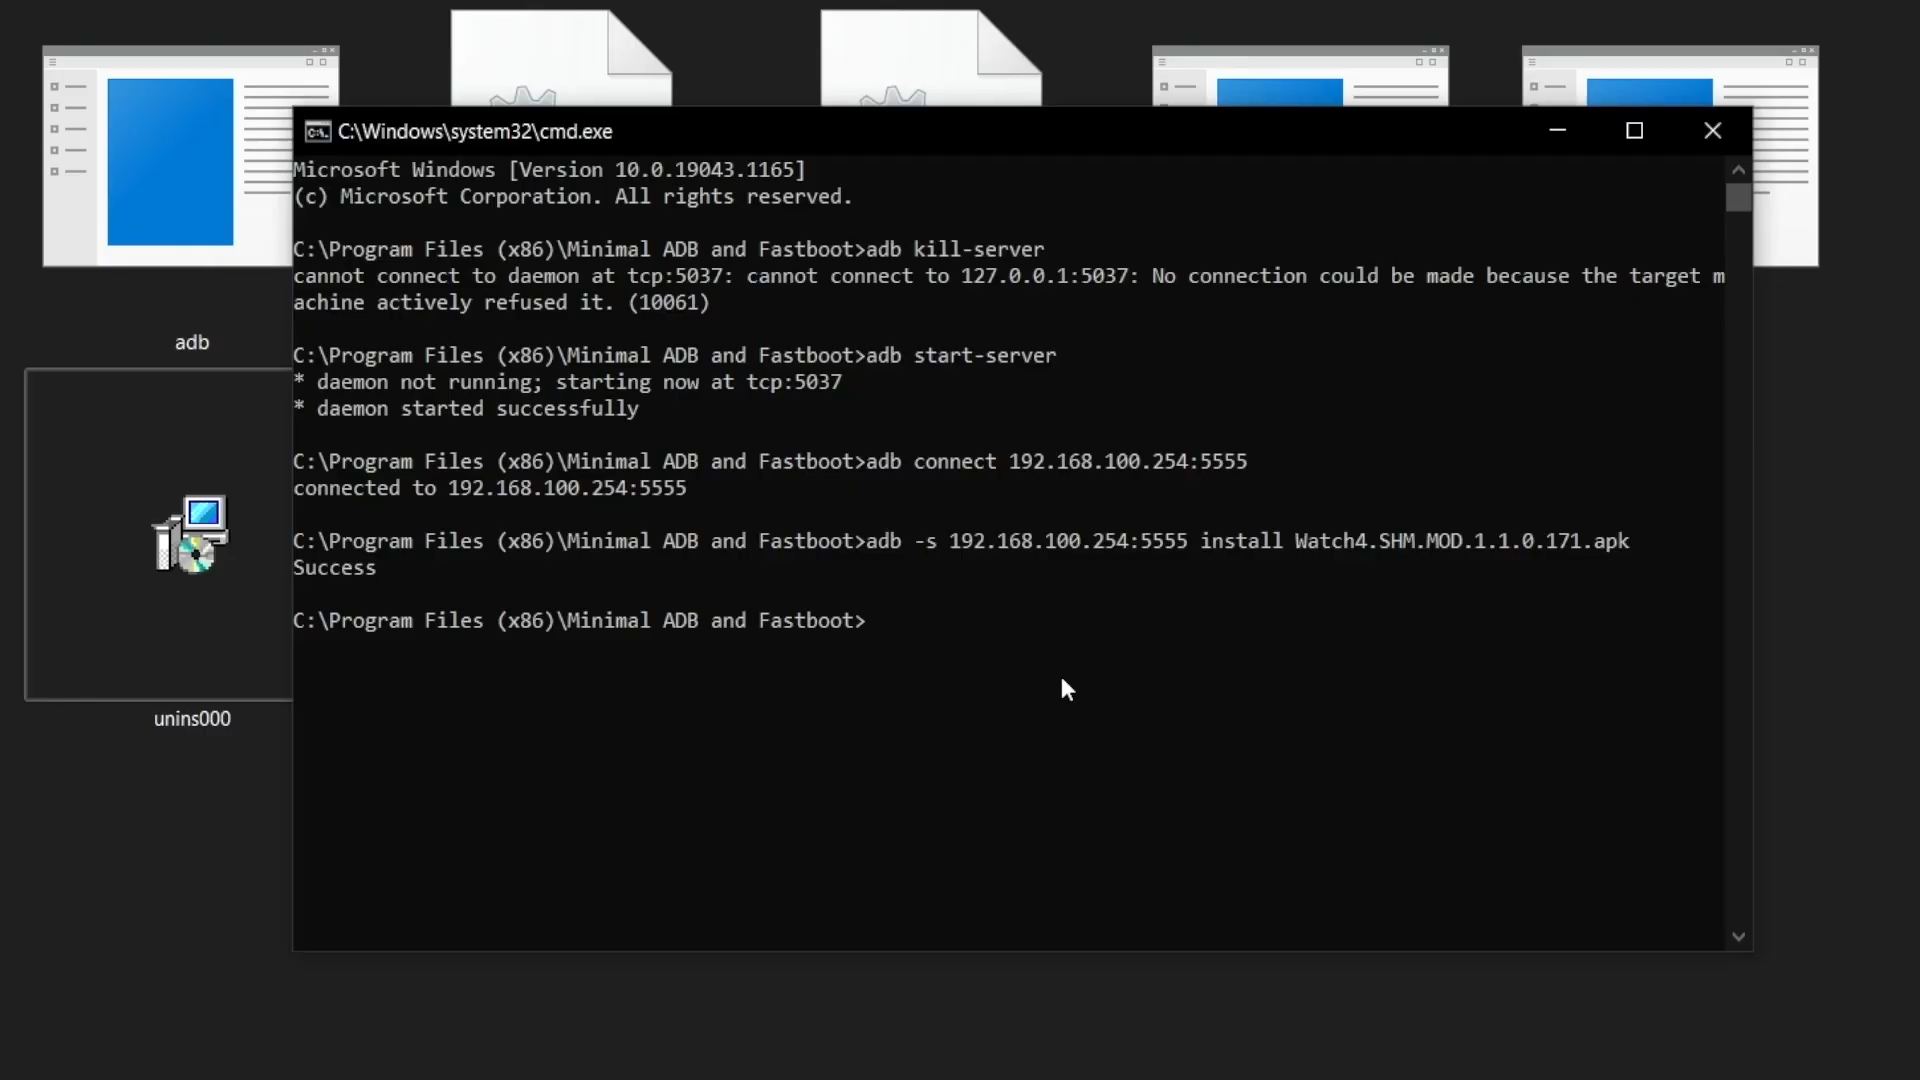 C:\Windows\system32\cmd.exe
Microsoft Windows [Version 10.0.19043.1165]
(c) Microsoft Corporation. All rights reserved.
C:\Program Files (x86)\Minimal ADB and Fastboot>adb kill-server
cannot connect to daemon at tcp:5037: cannot connect to 127.0.0.1:5037: No connection could be made because the target m
achine actively refused it. (10061)
C:\Program Files (x86)\Minimal ADB and Fastboot>adb start-server
* daemon not running; starting now at tcp:5037
* daemon started successfully
C:\Program Files (x86)\Minimal ADB and Fastboot>adb connect 192.168.100.254:5555
connected to 192.168.100.254:5555
C:\Program Files (x86)\Minimal ADB and Fastboot>adb -s 192.168.100.254:5555 install Watch4.SHM.MOD.1.1.0.171.apk
Success
C:\Program Files (x86)\Minimal ADB and Fastboot>
adb
unins000